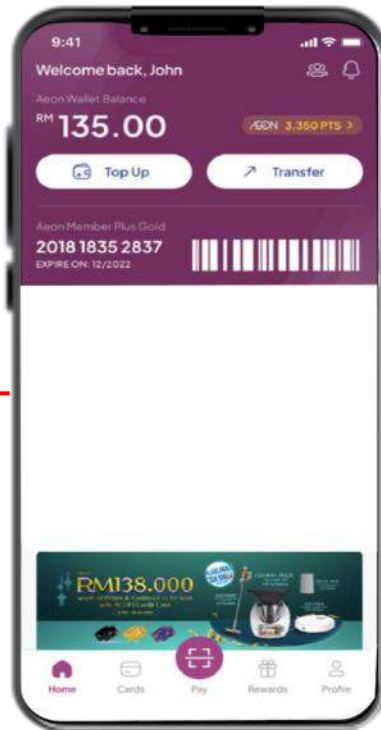 9:41
Welcome back, John
Aeon Wallet Balance
RM 135.00
ÆON 3,350 PTS >
Top Up
Transfer
Aeon Member Plus Gold
2018 1835 2837
EXPIRE ON: 12/2022
RM138,000
Home
Cards
Pay
Rewards
Profile